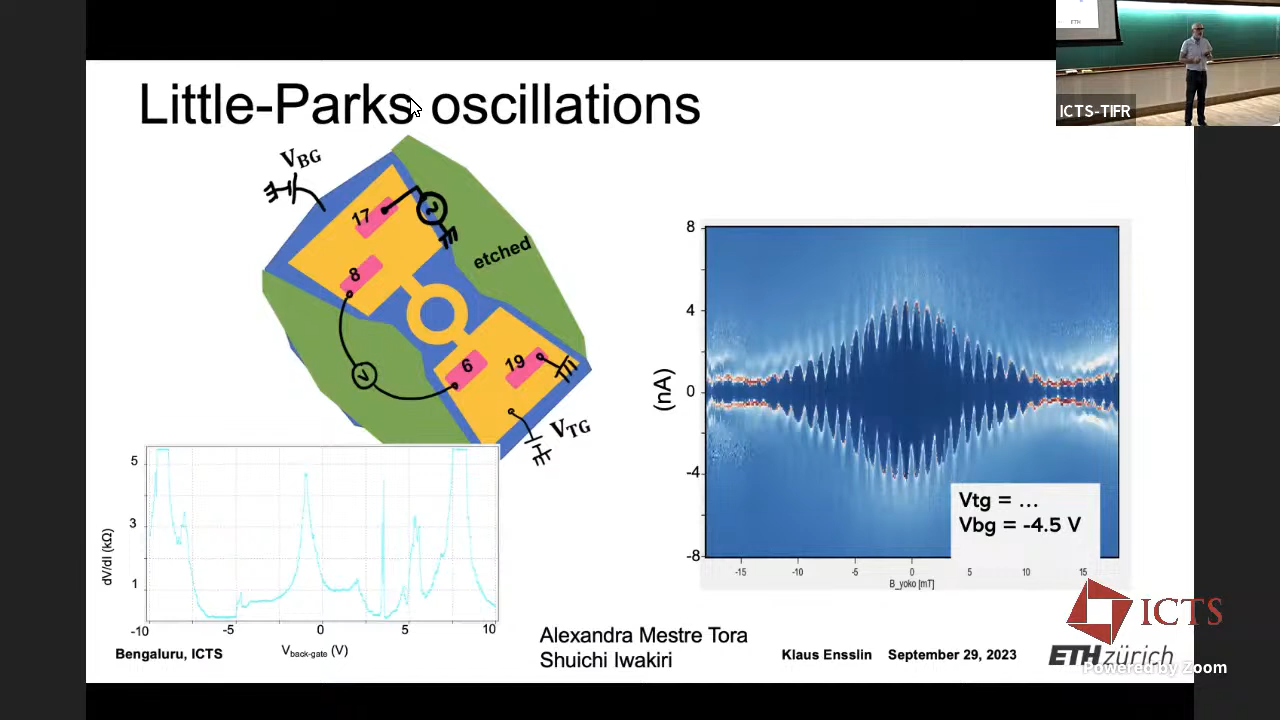 Little-Parks oscillations
ETH
ICTS-TIFR
V_BG
17
8
etched
6
19
V
V_TG
8
4
0
-4
-8
(nA)
Vtg = ...
Vbg = -4.5 V
-15 -10 -5 0 5 10 15
B_yoko [mT]
5
3
1
dV/dI (kΩ)
-10 -5 0 5 10
V_back-gate (V)
Alexandra Mestre Tora
Shuichi Iwakiri
Bengaluru, ICTS
Klaus Ensslin September 29, 2023
ICTS
ETH zürich
Powered by Zoom